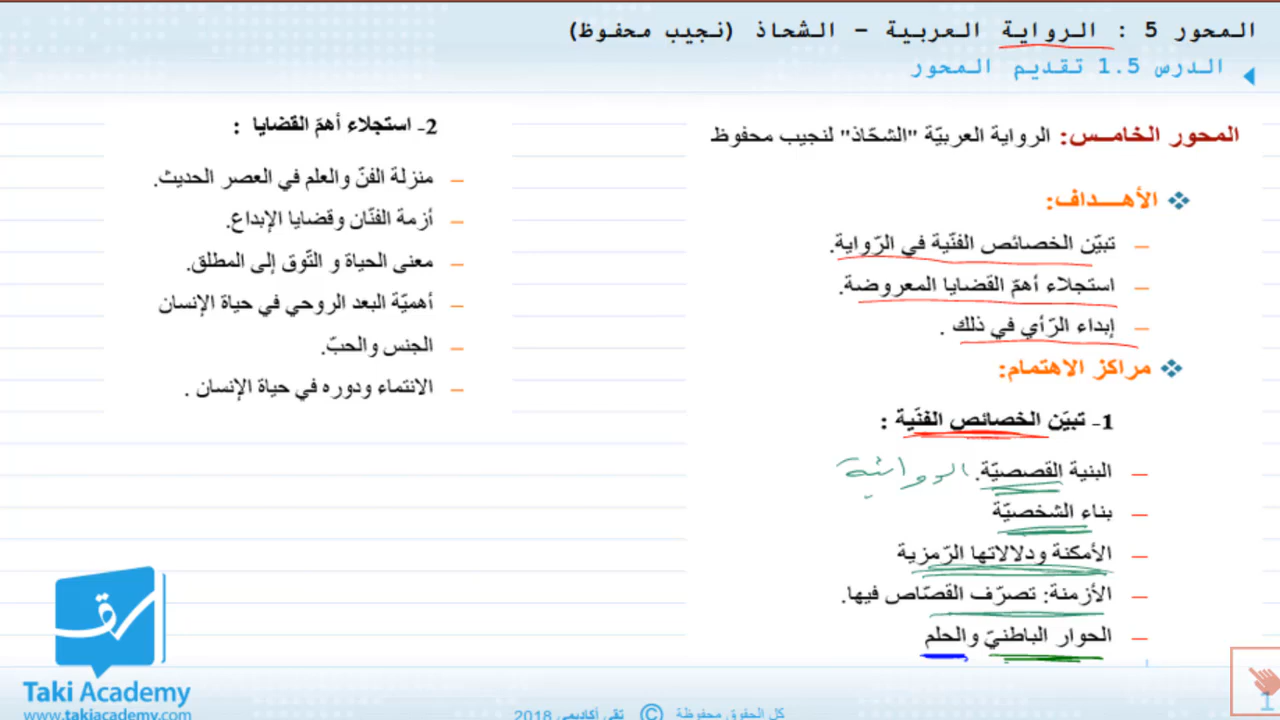 المحور 5 : الرواية العربية – الشحاذ (نجيب محفوظ)
الدرس 1.5 تقديم المحور
المحور الخامـس: الرواية العربيّة "الشحّاذ" لنجيب محفوظ
الأهـــداف:
– تبيّن الخصائص الفنّية في الرّواية.
– استجلاء أهمّ القضايا المعروضة.
– إبداء الرّأي في ذلك .
مراكز الاهتمام:
1- تبيّن الخصائص الفنّية :
– البنية القصصيّة. الروائية
– بناء الشخصيّة
– الأمكنة ودلالاتها الرّمزية
– الأزمنة: تصرّف القصّاص فيها.
– الحوار الباطنيّ والحلم
2- استجلاء أهمّ القضايا :
– منزلة الفنّ والعلم في العصر الحديث.
– أزمة الفنّان وقضايا الإبداع.
– معنى الحياة و التّوق إلى المطلق.
– أهميّة البعد الروحي في حياة الإنسان
– الجنس والحبّ.
– الانتماء ودوره في حياة الإنسان .
تقى
Taki Academy
www.takiacademy.com
كل الحقوق محفوظة © تقى أكاديمي 2018
1